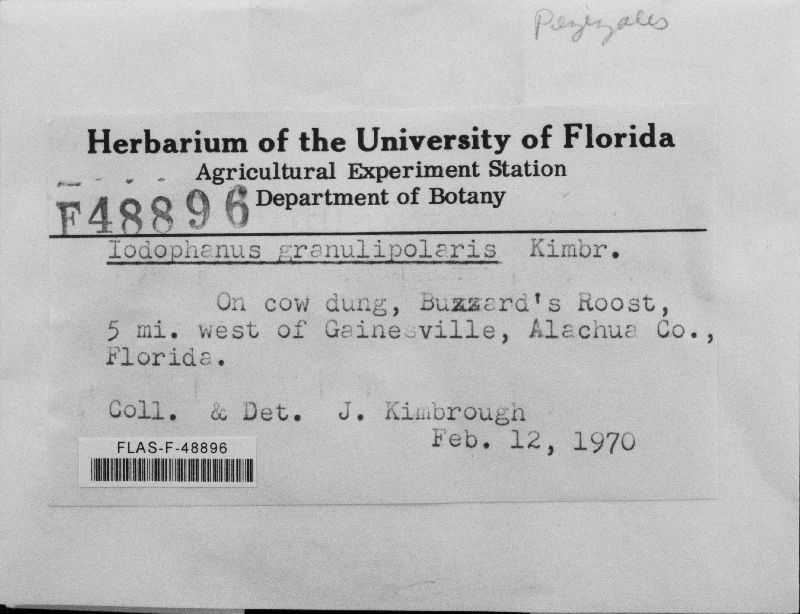 Pezizales
Herbarium of the University of Florida
Agricultural Experiment Station
Department of Botany
F48896
Iodophanus granulipolaris Kimbr.
On cow dung, Buzzard's Roost,
5 mi. west of Gainesville, Alachua Co.,
Florida.
Coll. & Det. J. Kimbrough
Feb. 12, 1970
FLAS-F-48896